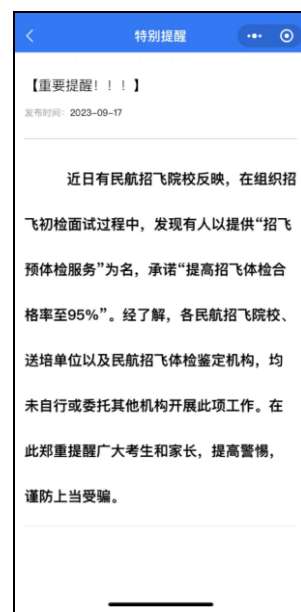 特别提醒
【重要提醒！！！】
发布时间：2023-09-17
近日有民航招飞院校反映，在组织招
飞初检面试过程中，发现有人以提供“招飞
预体检服务”为名，承诺“提高招飞体检合
格率至95%”。经了解，各民航招飞院校、
送培单位以及民航招飞体检鉴定机构，均
未自行或委托其他机构开展此项工作。在
此郑重提醒广大考生和家长，提高警惕，
谨防上当受骗。